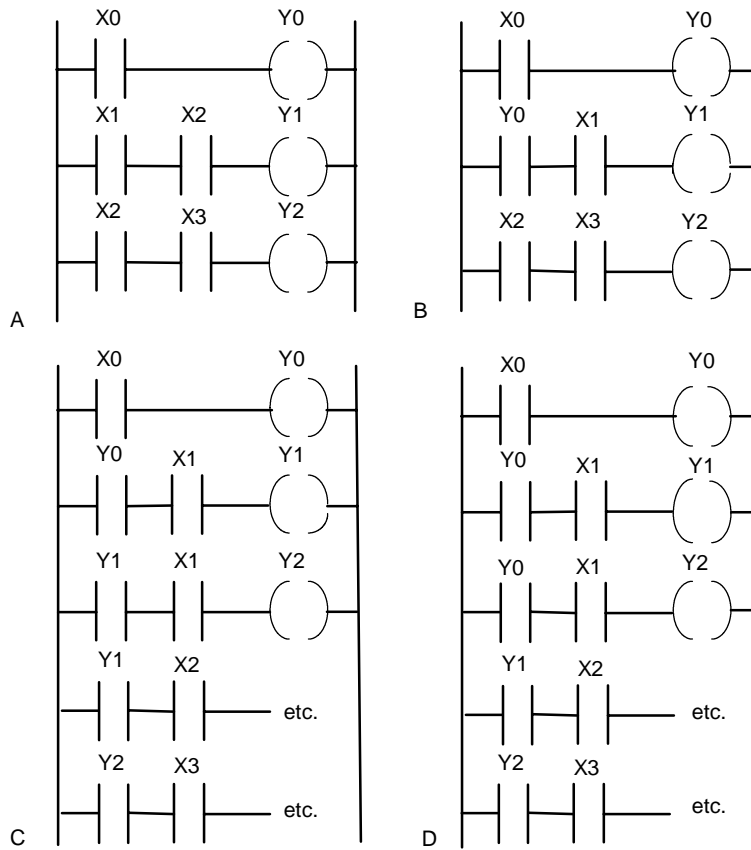 X0 Y0
X1 X2 Y1
X2 X3 Y2
A
X0 Y0
Y0 X1 Y1
X2 X3 Y2
B
X0 Y0
Y0 X1 Y1
Y1 X1 Y2
Y1 X2 etc.
Y2 X3 etc.
C
X0 Y0
Y0 X1 Y1
Y0 X1 Y2
Y1 X2 etc.
Y2 X3 etc.
D